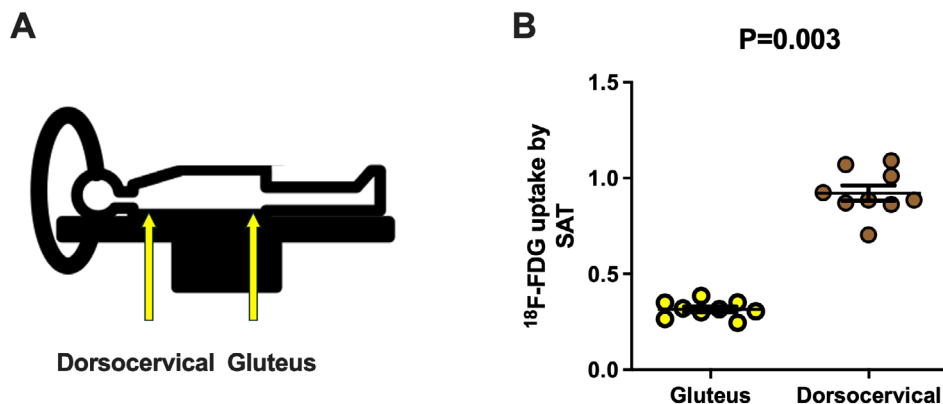 A
Dorsocervical Gluteus
B
P=0.003
¹⁸F-FDG uptake by
SAT
1.5
1.0
0.5
0.0
Gluteus Dorsocervical